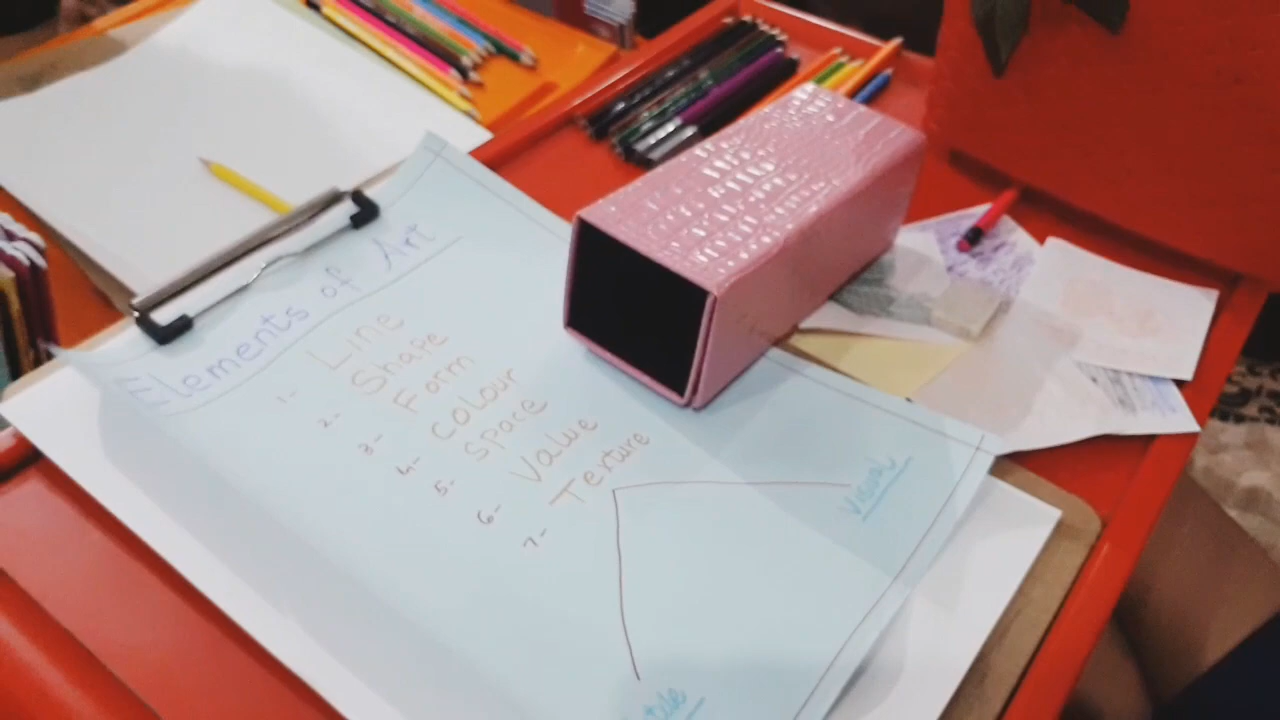 Elements of Art
1- Line
2- Shape
3- Form
4- Colour
5- Space
6- Value
7- Texture
Visual